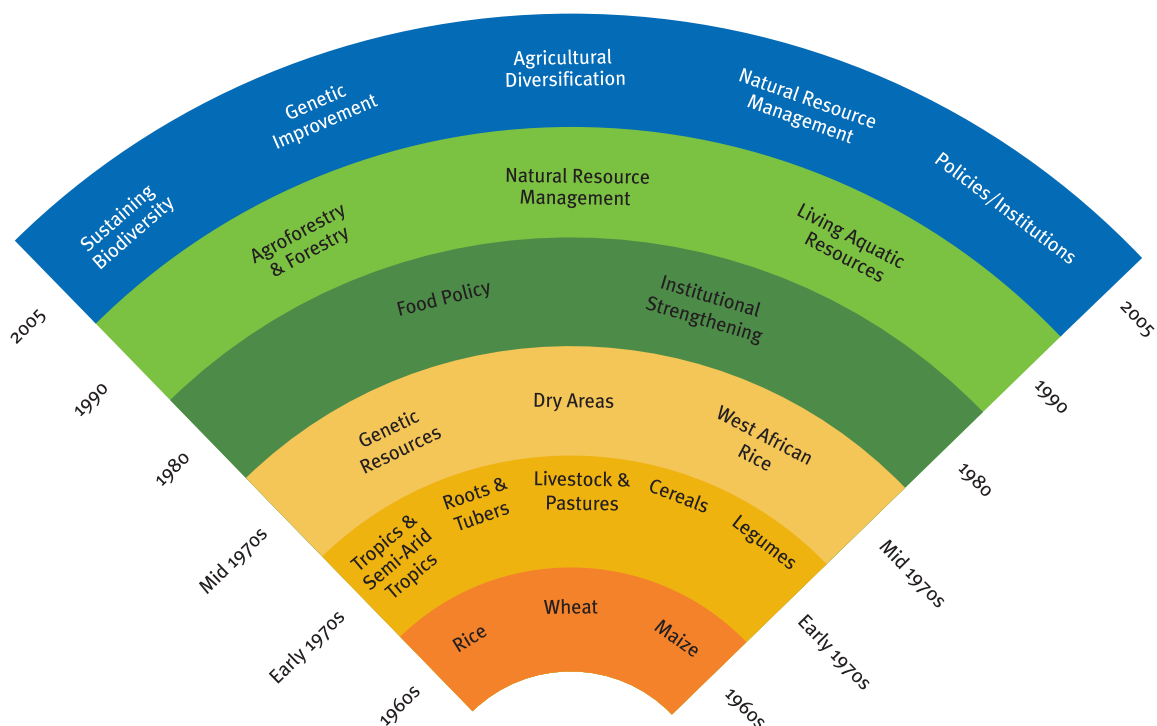 Agricultural
Diversification
Genetic
Improvement
Natural Resource
Management
Sustaining
Biodiversity
Policies/Institutions
2005
2005
Natural Resource
Management
Agroforestry
& Forestry
Living Aquatic
Resources
1990
1990
Food Policy
Institutional
Strengthening
1980
1980
Genetic
Resources
Dry Areas
West African
Rice
Mid 1970s
Mid 1970s
Tropics &
Semi-Arid
Tropics
Roots &
Tubers
Livestock &
Pastures
Cereals
Legumes
Early 1970s
Early 1970s
Rice
Wheat
Maize
1960s
1960s